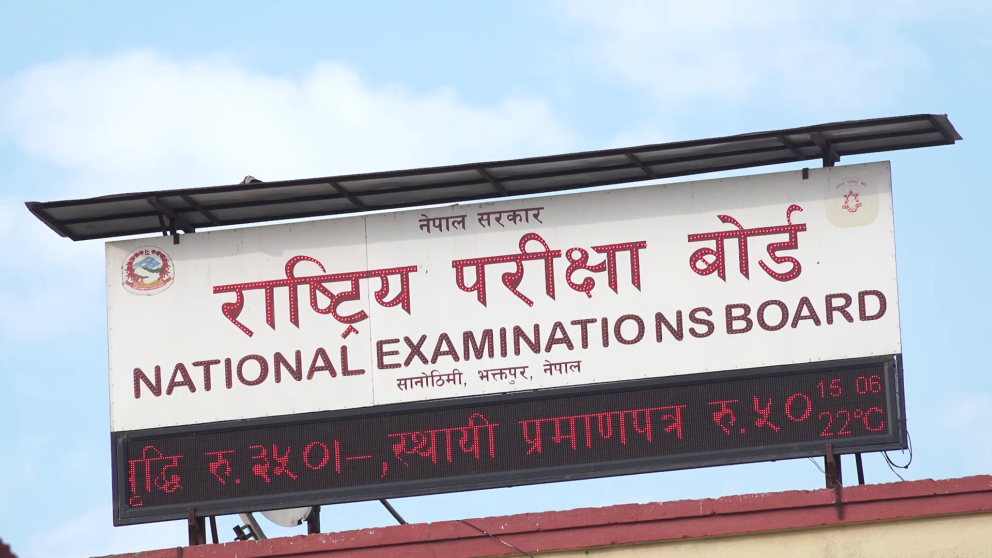 नेपाल सरकार
राष्ट्रिय परीक्षा बोर्ड
NATIONAL EXAMINATIONS BOARD
सानोठिमी, भक्तपुर, नेपाल
वृद्धि रु.३५०।–,स्थायी प्रमाणपत्र रु.५०
15 06
22°C